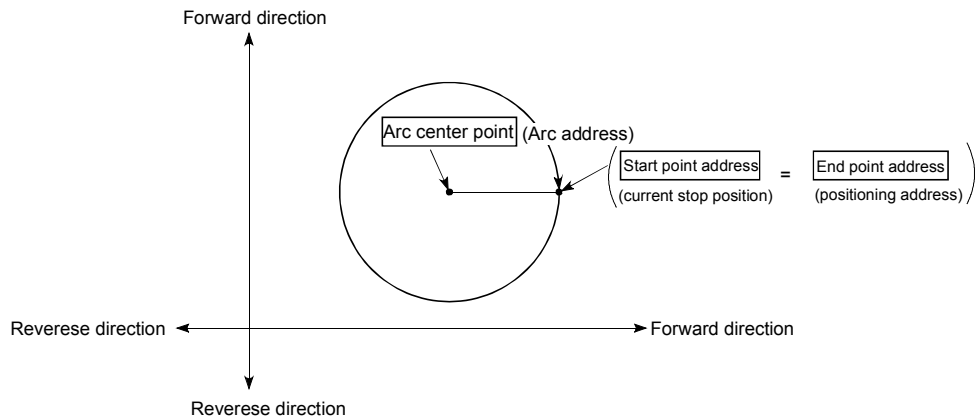 Forward direction
Arc center point (Arc address)
Start point address = End point address
(current stop position) (positioning address)
Reverese direction
Forward direction
Reverese direction